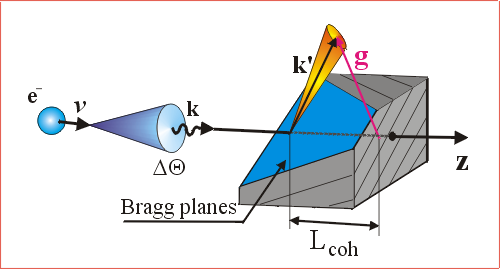 e⁻
v
k
ΔΘ
k'
g
z
Bragg planes
L_coh